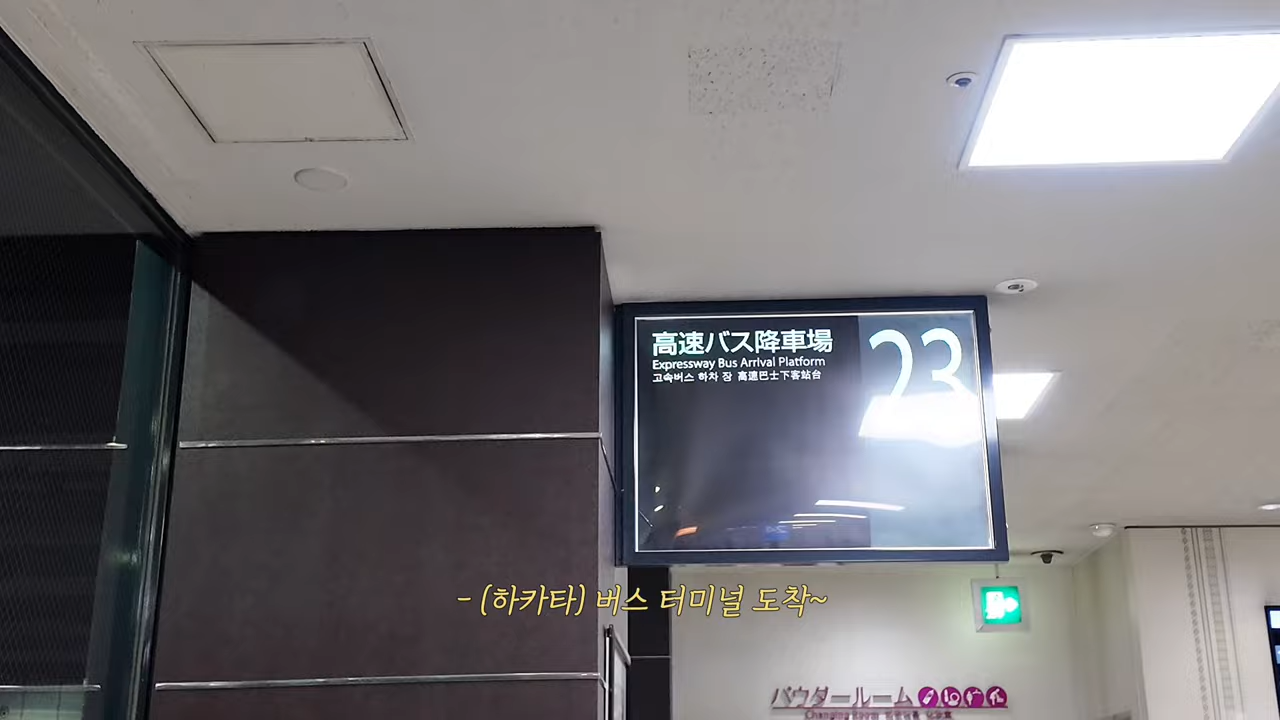 高速バス降車場
23
Expressway Bus Arrival Platform
고속버스 하차 장 高速巴士下客站台
- (하카타) 버스 터미널 도착~
パウダールーム
Changing Room